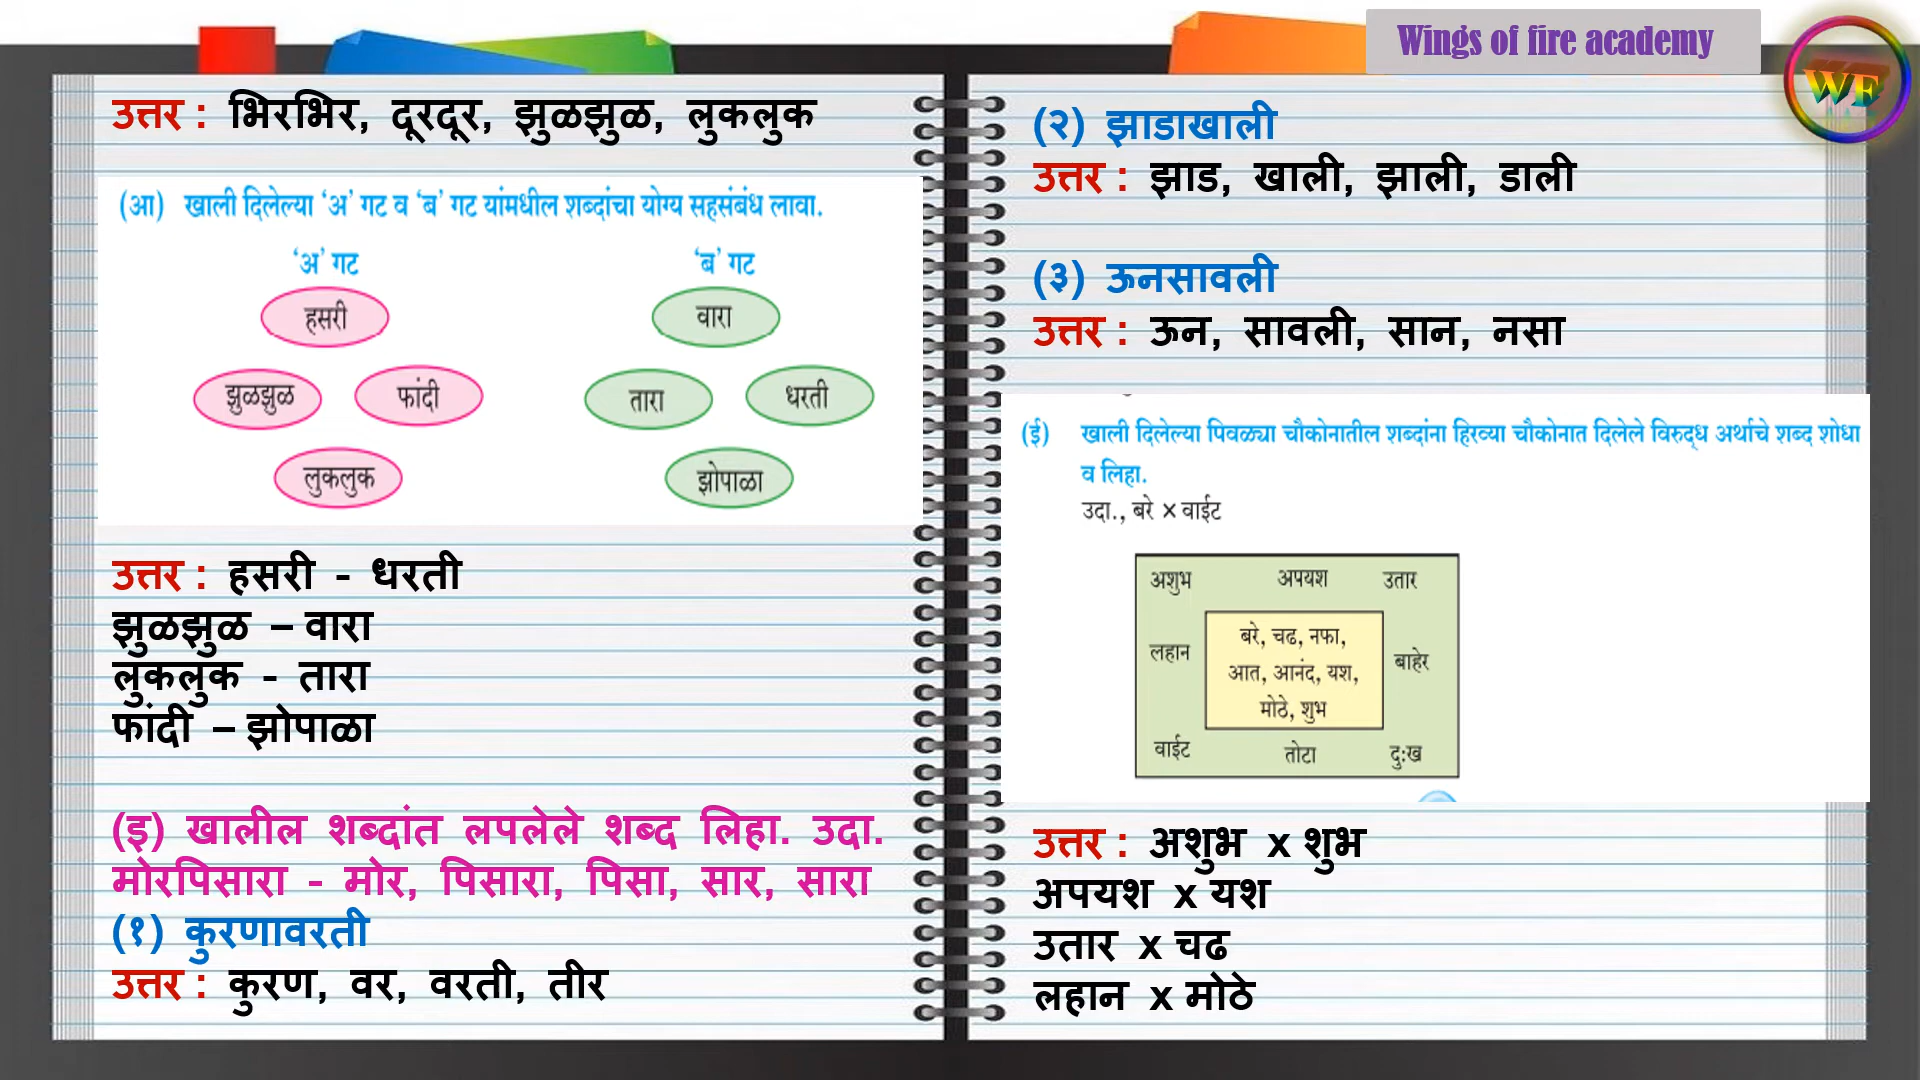 Wings of fire academy
WE
उत्तर : भिरभिर, दूरदूर, झुळझुळ, लुकलुक
(आ) खाली दिलेल्या ‘अ’ गट व ‘ब’ गट यांमधील शब्दांचा योग्य सहसंबंध लावा.
‘अ’ गट ‘ब’ गट
हसरी वारा
झुळझुळ फांदी तारा धरती
लुकलुक झोपाळा
उत्तर : हसरी - धरती
झुळझुळ – वारा
लुकलुक - तारा
फांदी – झोपाळा
(इ) खालील शब्दांत लपलेले शब्द लिहा. उदा.
मोरपिसारा - मोर, पिसारा, पिसा, सार, सारा
(१) कुरणावरती
उत्तर : कुरण, वर, वरती, तीर
(२) झाडाखाली
उत्तर : झाड, खाली, झाली, डाली
(३) ऊनसावली
उत्तर : ऊन, सावली, सान, नसा
(ई) खाली दिलेल्या पिवळ्या चौकोनातील शब्दांना हिरव्या चौकोनात दिलेले विरुद्ध अर्थाचे शब्द शोधा
व लिहा.
उदा., बरे × वाईट
अशुभ अपयश उतार
बरे, चढ, नफा,
लहान आत, आनंद, यश, बाहेर
मोठे, शुभ
वाईट तोटा दुःख
उत्तर : अशुभ x शुभ
अपयश x यश
उतार x चढ
लहान x मोठे